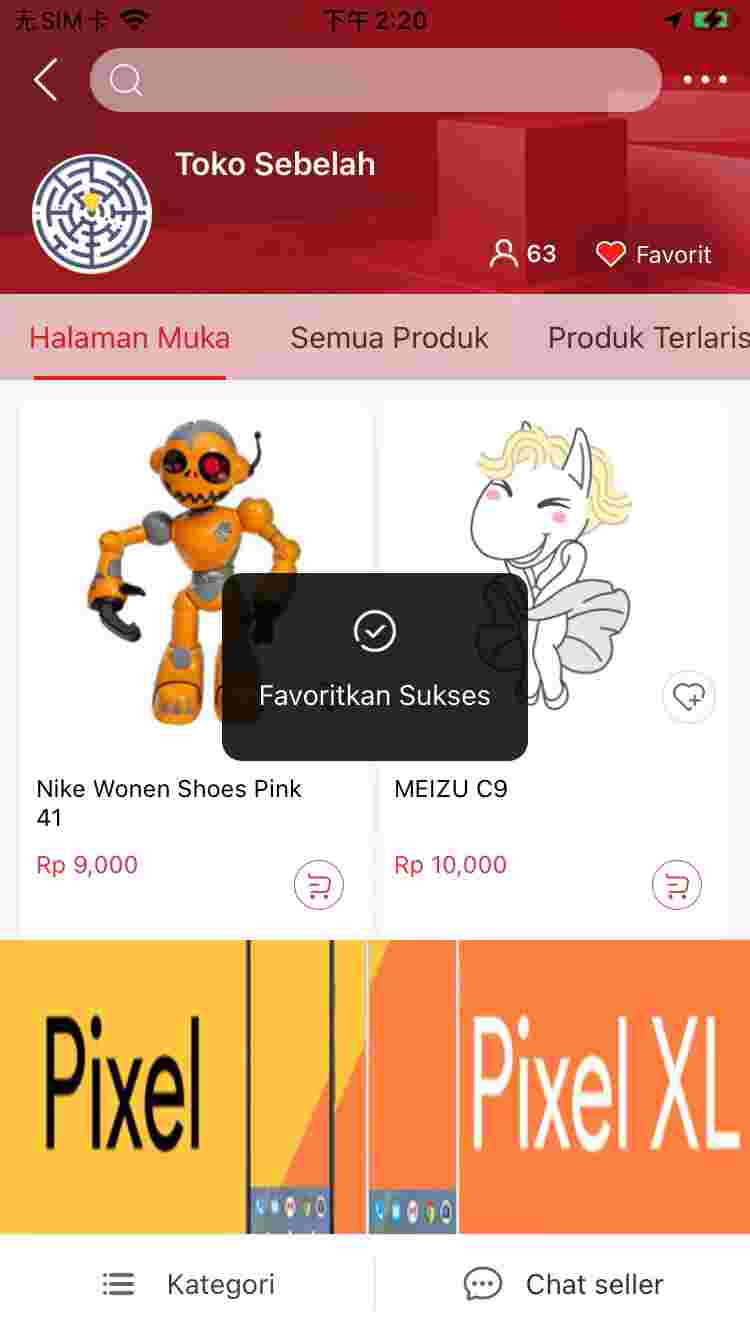 无SIM卡
下午2:20
Toko Sebelah
63
Favorit
Halaman Muka
Semua Produk
Produk Terlaris
Favoritkan Sukses
Nike Wonen Shoes Pink
41
MEIZU C9
Rp 9,000
Rp 10,000
Pixel
Pixel XL
Kategori
Chat seller